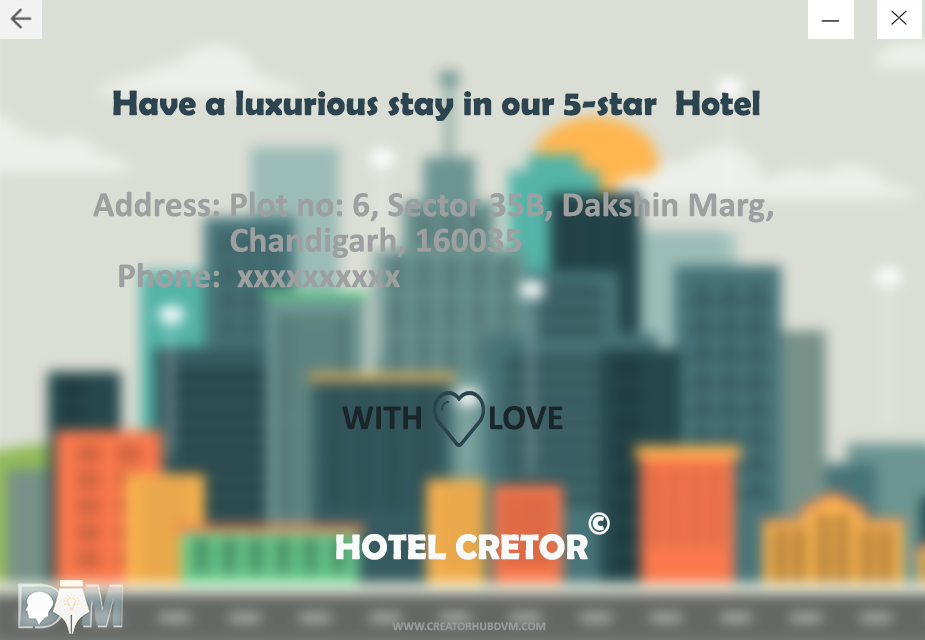 Have a luxurious stay in our 5-star Hotel
Address: Plot no: 6, Sector 35B, Dakshin Marg,
Chandigarh, 160035
Phone: xxxxxxxxxx
WITH LOVE
HOTEL CRETOR©
DVM
WWW.CREATORHUBDVM.COM